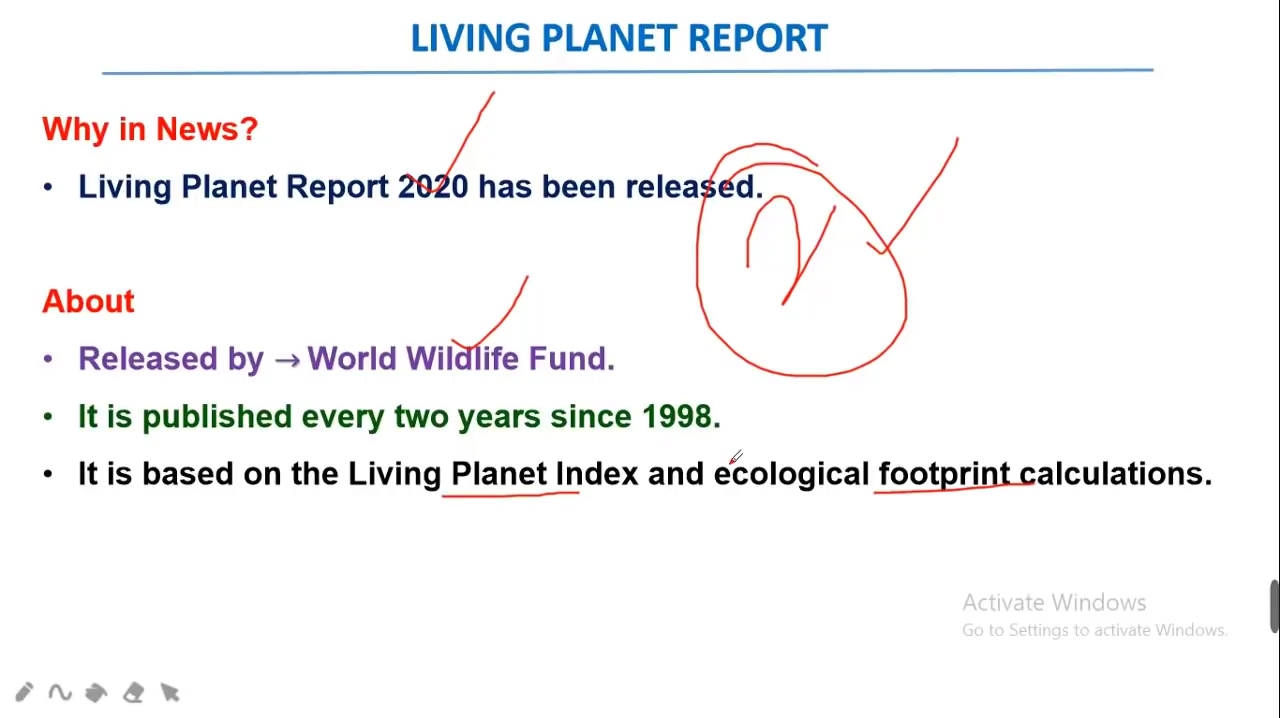 LIVING PLANET REPORT
Why in News?
• Living Planet Report 2020 has been released.
About
• Released by → World Wildlife Fund.
• It is published every two years since 1998.
• It is based on the Living Planet Index and ecological footprint calculations.
Activate Windows
Go to Settings to activate Windows.